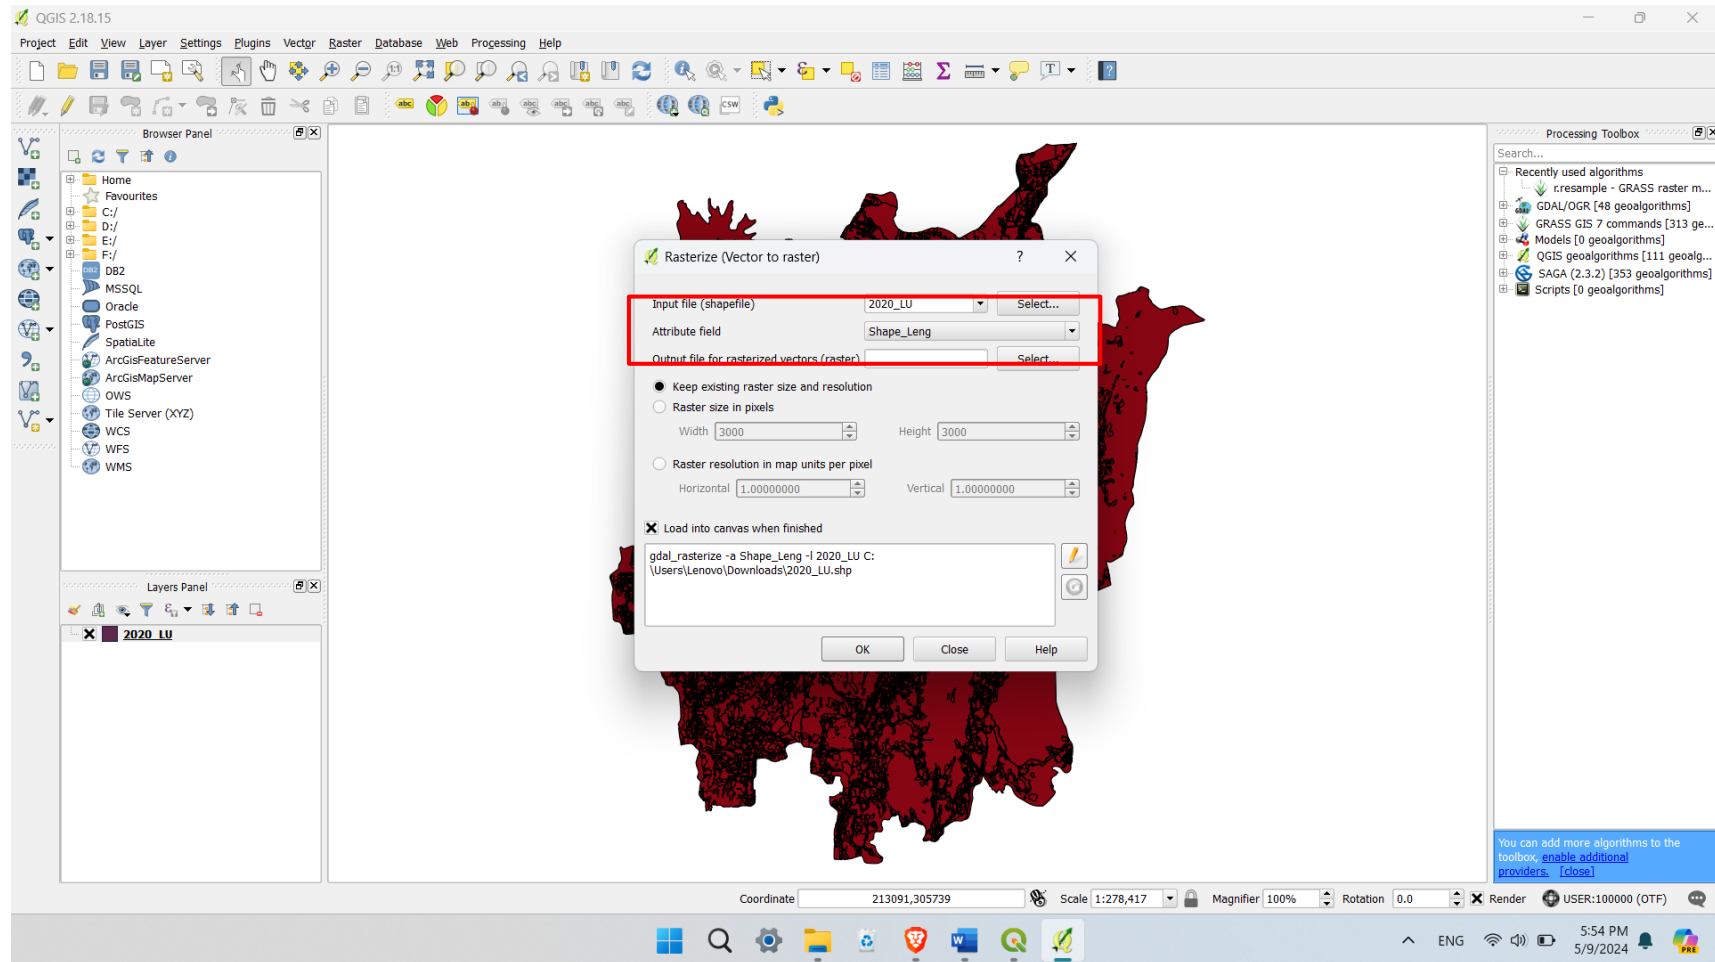 QGIS 2.18.15
Project Edit View Layer Settings Plugins Vector Raster Database Web Processing Help
abc
CSW
Browser Panel
Home
Favourites
C:/
D:/
E:/
F:/
DB2
MSSQL
Oracle
PostGIS
SpatiaLite
ArcGisFeatureServer
ArcGisMapServer
OWS
Tile Server (XYZ)
WCS
WFS
WMS
Layers Panel
2020_LU
Rasterize (Vector to raster)
Input file (shapefile) 2020_LU Select...
Attribute field Shape_Leng
Output file for rasterized vectors (raster) Select...
Keep existing raster size and resolution
Raster size in pixels
Width 3000 Height 3000
Raster resolution in map units per pixel
Horizontal 1.00000000 Vertical 1.00000000
Load into canvas when finished
gdal_rasterize -a Shape_Leng -l 2020_LU C:
\Users\Lenovo\Downloads\2020_LU.shp
OK Close Help
Processing Toolbox
Search...
Recently used algorithms
r.resample - GRASS raster m...
GDAL/OGR [48 geoalgorithms]
GRASS GIS 7 commands [313 ge...
Models [0 geoalgorithms]
QGIS geoalgorithms [111 geoalg...
SAGA (2.3.2) [353 geoalgorithms]
Scripts [0 geoalgorithms]
You can add more algorithms to the
toolbox, enable additional
providers. [close]
Coordinate 213091,305739 Scale 1:278,417 Magnifier 100% Rotation 0.0 Render USER:100000 (OTF)
ENG
5:54 PM
5/9/2024
PRE